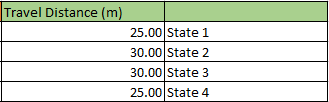 Travel Distance (m)
25.00 State 1
30.00 State 2
30.00 State 3
25.00 State 4